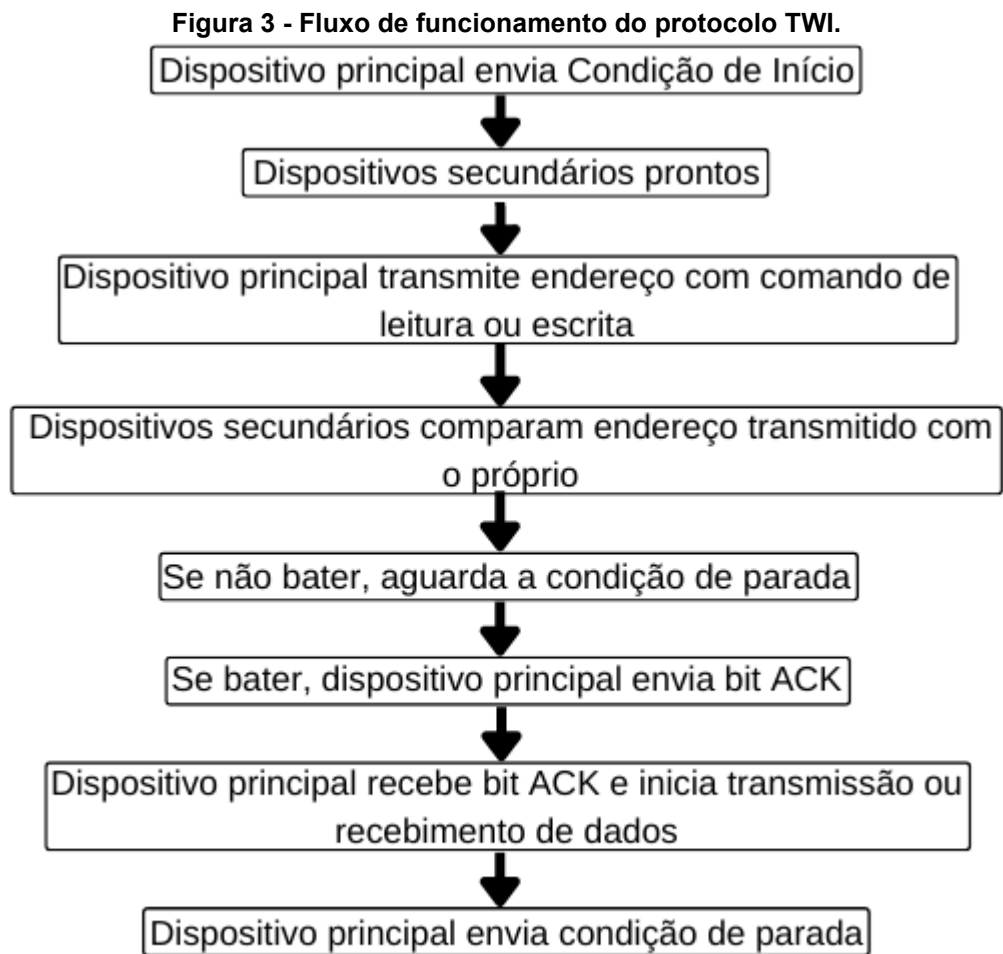 Figura 3 - Fluxo de funcionamento do protocolo TWI.
Dispositivo principal envia Condição de Início
Dispositivos secundários prontos
Dispositivo principal transmite endereço com comando de
leitura ou escrita
Dispositivos secundários comparam endereço transmitido com
o próprio
Se não bater, aguarda a condição de parada
Se bater, dispositivo principal envia bit ACK
Dispositivo principal recebe bit ACK e inicia transmissão ou
recebimento de dados
Dispositivo principal envia condição de parada